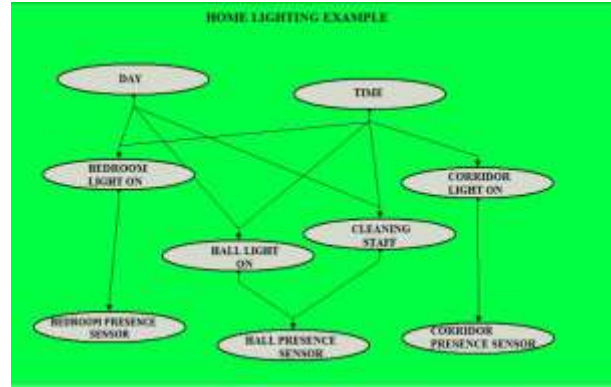 HOME LIGHTING EXAMPLE
DAY
TIME
BEDROOM
LIGHT ON
CORRIDOR
LIGHT ON
CLEANING
STAFF
HALL LIGHT
ON
BEDROOM PRESENCE
SENSOR
HALL PRESENCE
SENSOR
CORRIDOR
PRESENCE SENSOR